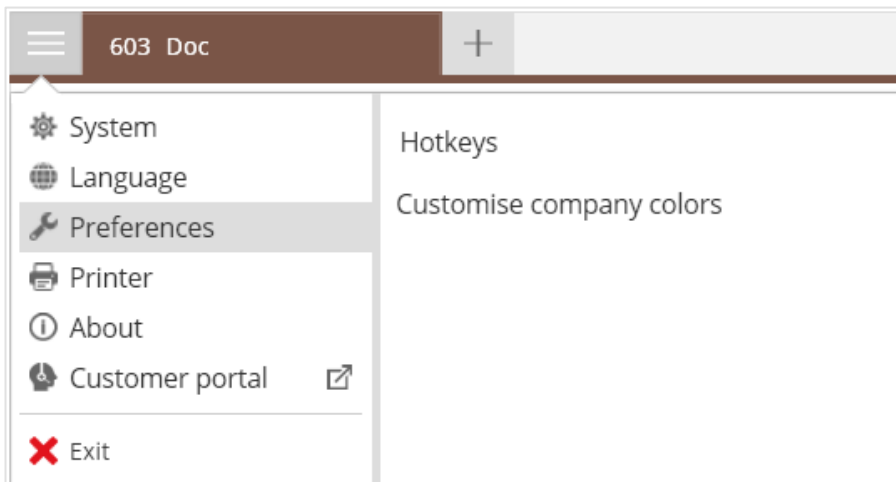 603 Doc
System
Language
Preferences
Printer
About
Customer portal
Exit
Hotkeys
Customise company colors